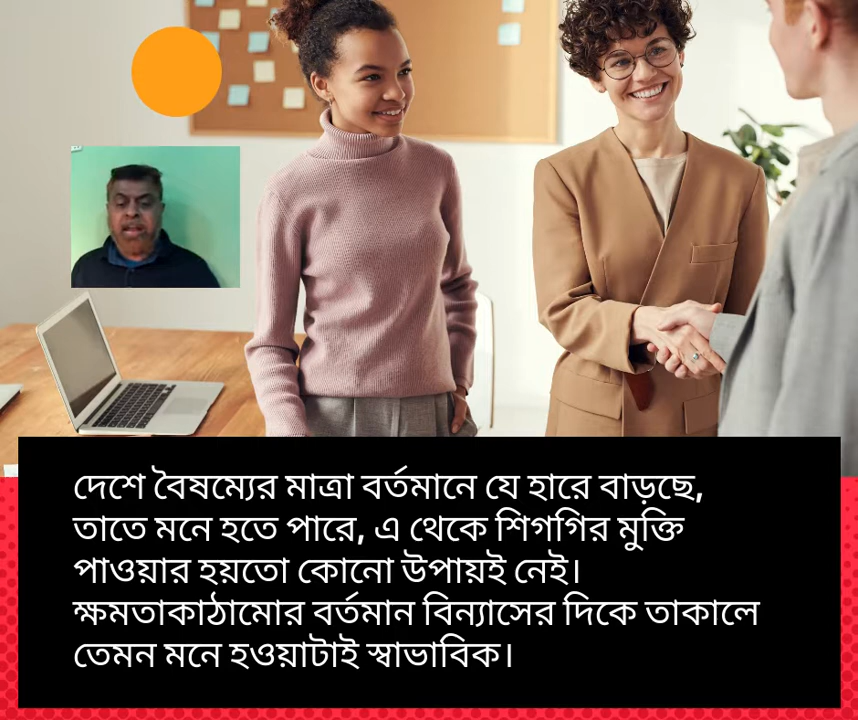 দেশে বৈষম্যের মাত্রা বর্তমানে যে হারে বাড়ছে,
তাতে মনে হতে পারে, এ থেকে শিগগির মুক্তি
পাওয়ার হয়তো কোনো উপায়ই নেই।
ক্ষমতাকাঠামোর বর্তমান বিন্যাসের দিকে তাকালে
তেমন মনে হওয়াটাই স্বাভাবিক।